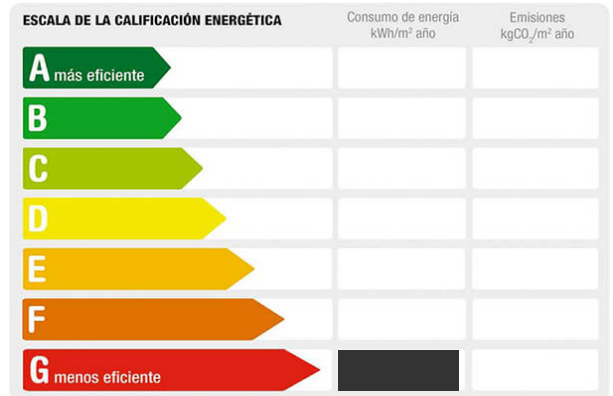 ESCALA DE LA CALIFICACIÓN ENERGÉTICA
Consumo de energía
kWh/m² año
Emisiones
kgCO₂/m² año
A más eficiente
B
C
D
E
F
G menos eficiente